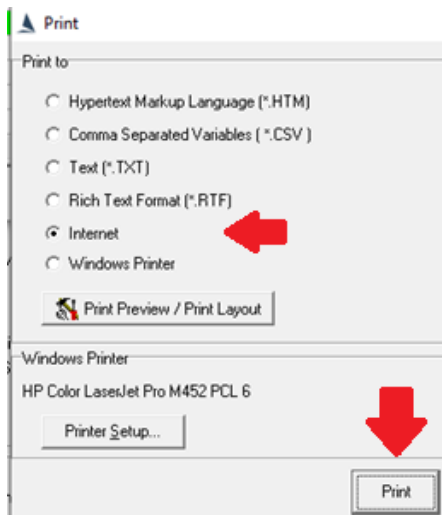 Print
Print to
Hypertext Markup Language (*.HTM)
Comma Separated Variables ( *.CSV )
Text (*.TXT)
Rich Text Format (*.RTF)
Internet
Windows Printer
Print Preview / Print Layout
Windows Printer
HP Color LaserJet Pro M452 PCL 6
Printer Setup...
Print